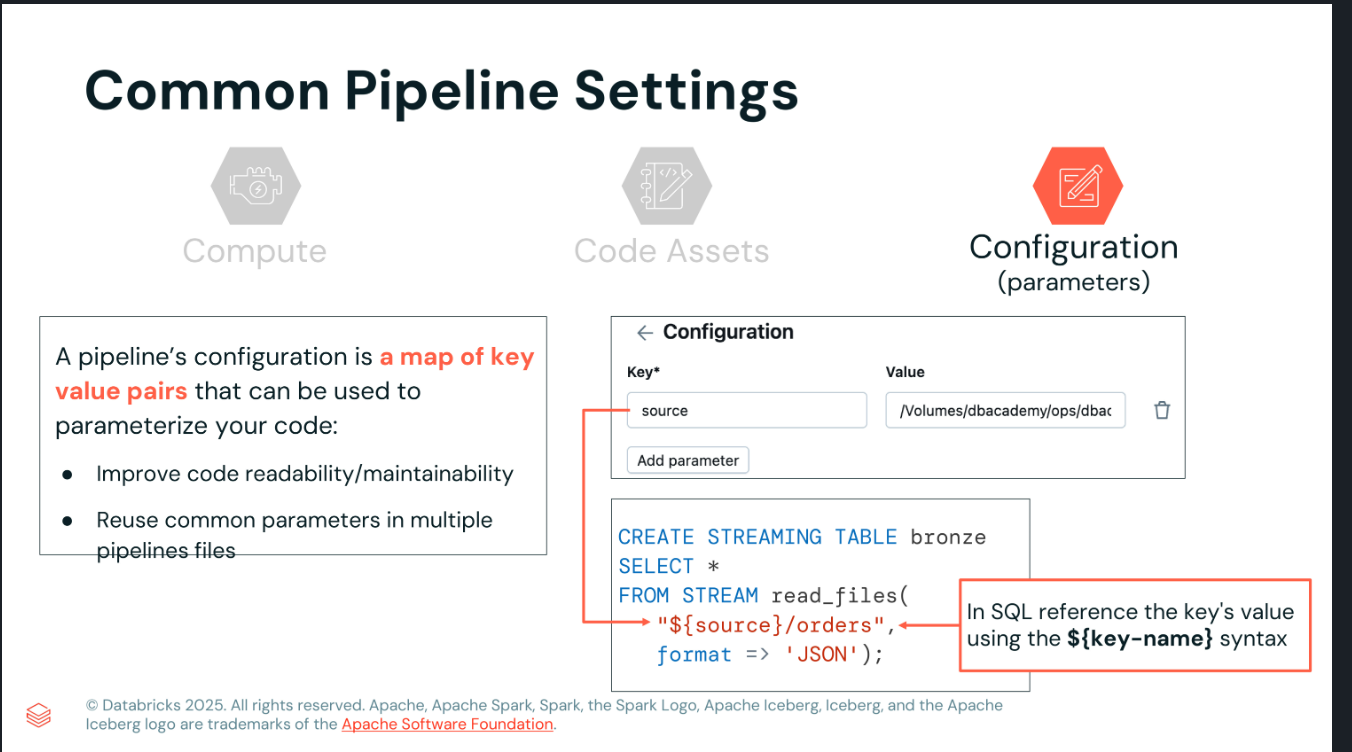 Common Pipeline Settings
Compute
Code Assets
Configuration
(parameters)
A pipeline’s configuration is a map of key
value pairs that can be used to
parameterize your code:
● Improve code readability/maintainability
● Reuse common parameters in multiple
pipelines files
← Configuration
Key*
Value
source
/Volumes/dbacademy/ops/dbac
Add parameter
CREATE STREAMING TABLE bronze
SELECT *
FROM STREAM read_files(
"${source}/orders",
format => 'JSON');
In SQL reference the key's value
using the ${key-name} syntax
© Databricks 2025. All rights reserved. Apache, Apache Spark, Spark, the Spark Logo, Apache Iceberg, Iceberg, and the Apache
Iceberg logo are trademarks of the Apache Software Foundation.